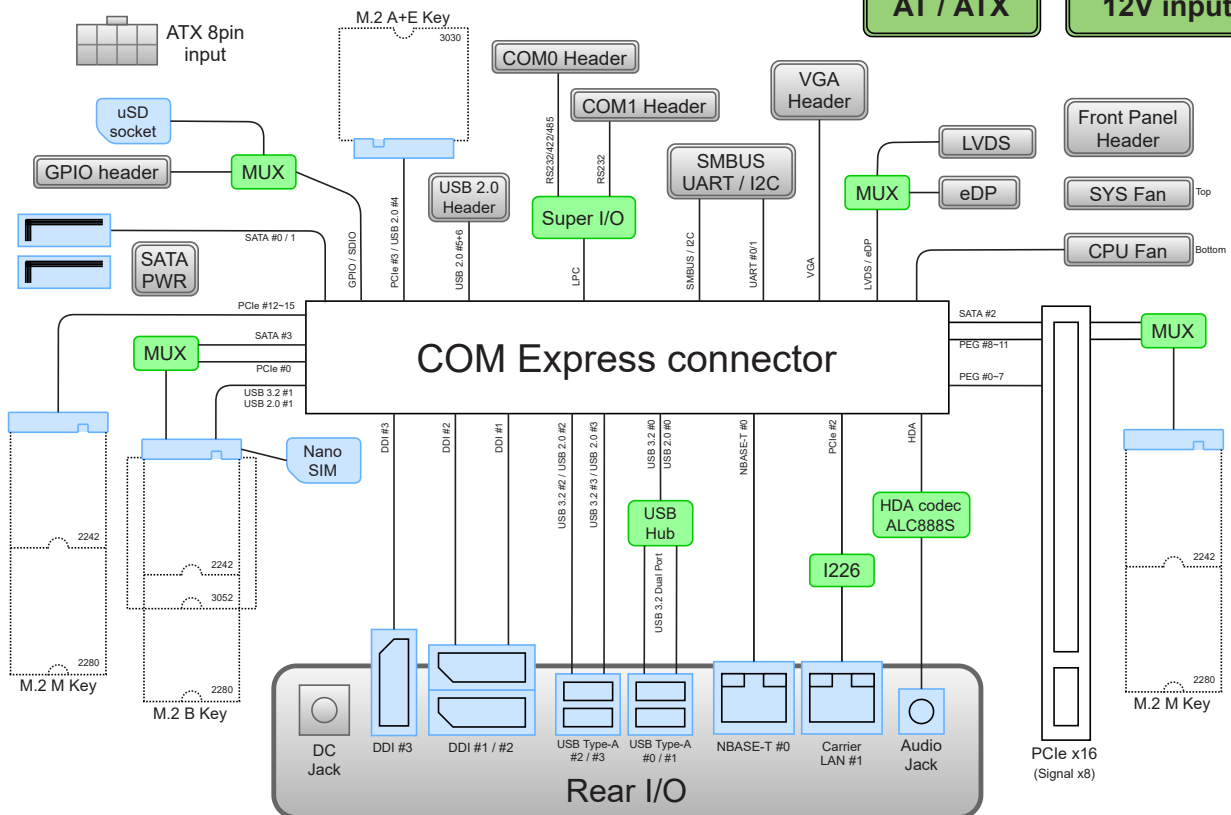 AT / ATX
12V input
ATX 8pin
input
M.2 A+E Key
3030
COM0 Header
COM1 Header
VGA
Header
uSD
socket
GPIO header
MUX
RS232/422/485
RS232
LVDS
Front Panel
Header
SMBUS
UART / I2C
MUX
eDP
SYS Fan
Top
USB 2.0
Header
Super I/O
CPU Fan
Bottom
SATA #0 / 1
SATA
PWR
GPIO / SDIO
PCIe #3 / USB 2.0 #4
USB 2.0 #5+6
LPC
SMBUS / I2C
UART #0/1
VGA
LVDS / eDP
PCIe #12~15
SATA #3
MUX
PCIe #0
USB 3.2 #1
USB 2.0 #1
COM Express connector
SATA #2
PEG #8~11
PEG #0~7
MUX
Nano
SIM
DDI #3
DDI #2
DDI #1
USB 3.2 #2 / USB 2.0 #2
USB 3.2 #3 / USB 2.0 #3
USB 3.2 #0
USB 2.0 #0
NBASE-T #0
PCIe #2
HDA
USB
Hub
HDA codec
ALC888S
I226
USB 3.2 Dual Port
2242
2280
M.2 M Key
2242
3052
2280
M.2 B Key
2242
2280
M.2 M Key
DC
Jack
DDI #3
DDI #1 / #2
USB Type-A
#2 / #3
USB Type-A
#0 / #1
NBASE-T #0
Carrier
LAN #1
Audio
Jack
PCIe x16
(Signal x8)
Rear I/O